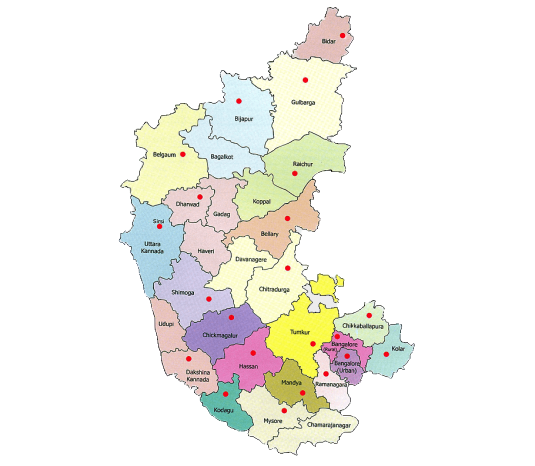 Bidar
Gulbarga
Bijapur
Belgaum
Bagalkot
Raichur
Koppal
Dharwad
Gadag
Sirsi
Bellary
Uttara
Kannada
Haveri
Davanagere
Chitradurga
Shimoga
Udupi
Chickmagalur
Tumkur
Chikkaballapura
Bangalore
(Rural)
Kolar
Hassan
Bangalore
(Urban)
Dakshina
Kannada
Mandya
Ramanagara
Kodagu
Mysore
Chamarajanagar